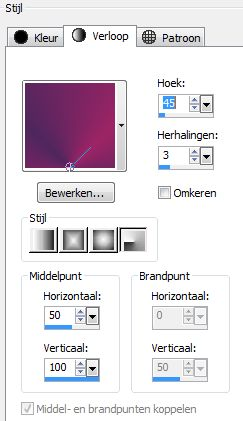 Stijl
Kleur Verloop Patroon
Hoek:
45
Herhalingen:
3
Bewerken...
Omkeren
Stijl
Middelpunt Brandpunt
Horizontaal: Horizontaal:
50 0
Verticaal: Verticaal:
100 50
Middel- en brandpunten koppelen